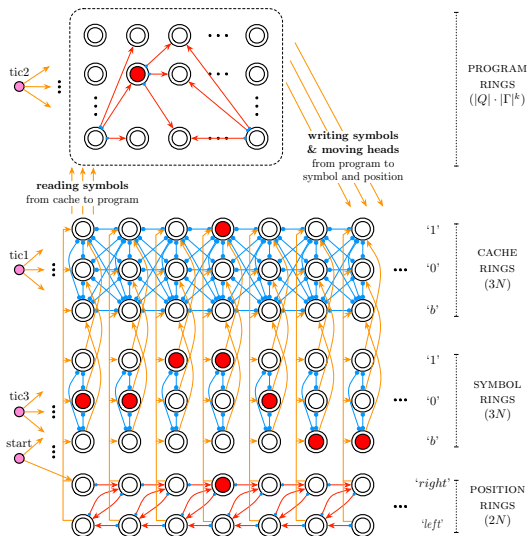 tic2
PROGRAM
RINGS
(|Q| · |Γ|^k)
writing symbols
& moving heads
from program to
symbol and position
reading symbols
from cache to program
tic1
'1'
'0'
'b'
CACHE
RINGS
(3N)
tic3
start
'1'
'0'
'b'
SYMBOL
RINGS
(3N)
'right'
'left'
POSITION
RINGS
(2N)